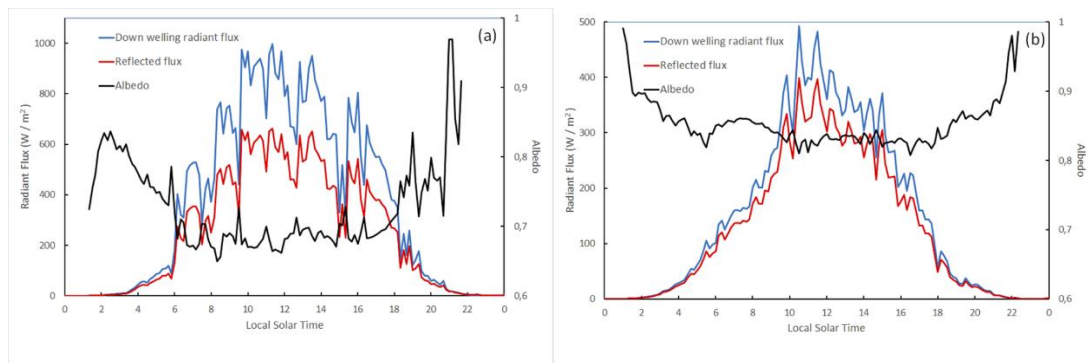 (a)
Down welling radiant flux
Reflected flux
Albedo
Radiant Flux (W / m²)
1000
800
600
400
200
0
1
0,9
0,8
0,7
0,6
Albedo
0 2 4 6 8 10 12 14 16 18 20 22 0
Local Solar Time
(b)
Down welling radiant flux
Reflected flux
Albedo
Radiant Flux (W / m²)
500
400
300
200
100
0
1
0,9
0,8
0,7
0,6
Albedo
0 2 4 6 8 10 12 14 16 18 20 22 0
Local Solar Time